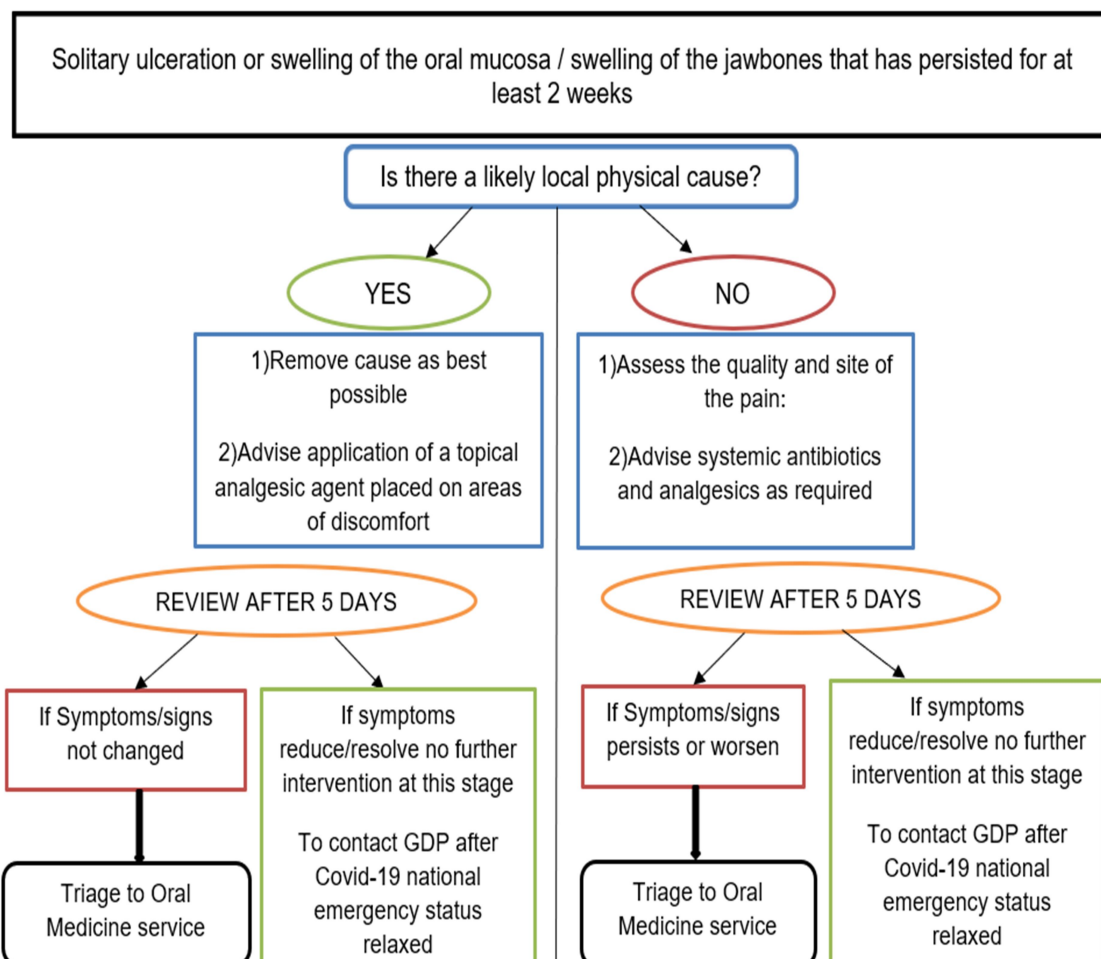 Solitary ulceration or swelling of the oral mucosa / swelling of the jawbones that has persisted for at
least 2 weeks
Is there a likely local physical cause?
YES
1)Remove cause as best
possible
2)Advise application of a topical
analgesic agent placed on areas
of discomfort
REVIEW AFTER 5 DAYS
If Symptoms/signs
not changed
Triage to Oral
Medicine service
If symptoms
reduce/resolve no further
intervention at this stage
To contact GDP after
Covid-19 national
emergency status
relaxed
NO
1)Assess the quality and site of
the pain:
2)Advise systemic antibiotics
and analgesics as required
REVIEW AFTER 5 DAYS
If Symptoms/signs
persists or worsen
Triage to Oral
Medicine service
If symptoms
reduce/resolve no further
intervention at this stage
To contact GDP after
Covid-19 national
emergency status
relaxed